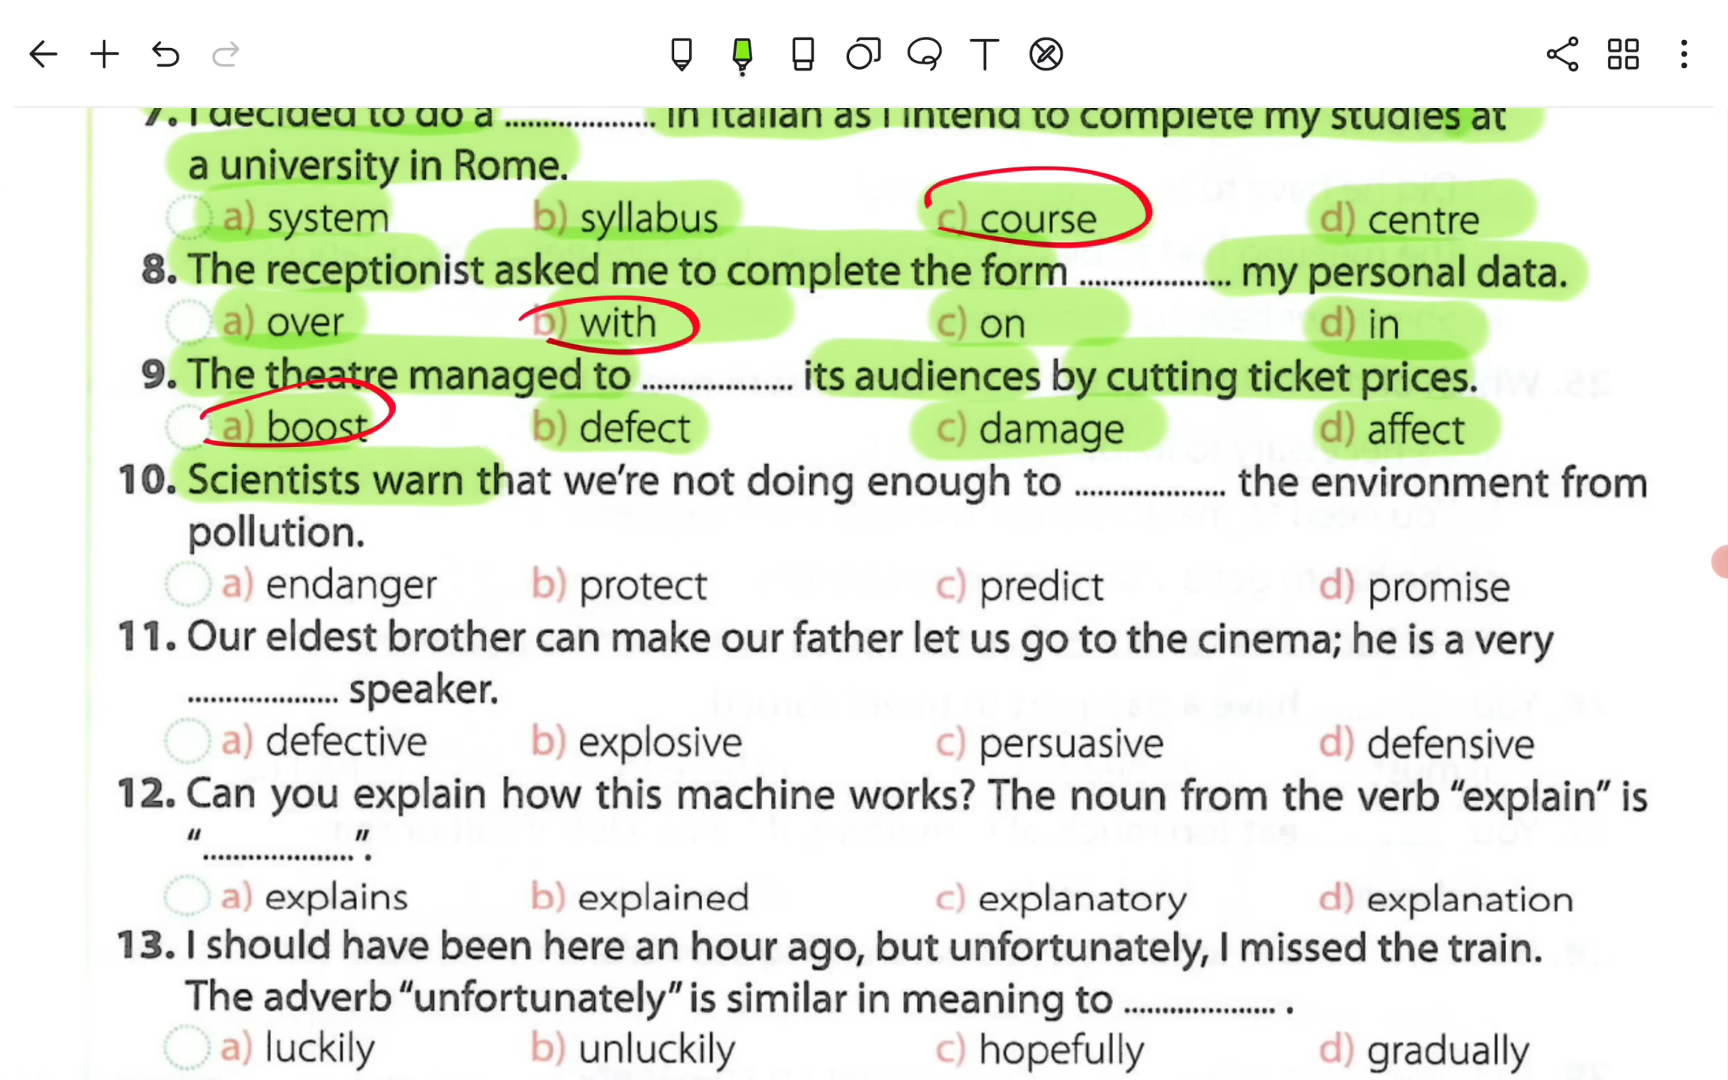 7. I decided to do a .................... in Italian as I intend to complete my studies at
a university in Rome.
a) system b) syllabus c) course d) centre
8. The receptionist asked me to complete the form .................... my personal data.
a) over b) with c) on d) in
9. The theatre managed to .................... its audiences by cutting ticket prices.
a) boost b) defect c) damage d) affect
10. Scientists warn that we're not doing enough to .................... the environment from
pollution.
a) endanger b) protect c) predict d) promise
11. Our eldest brother can make our father let us go to the cinema; he is a very
.................... speaker.
a) defective b) explosive c) persuasive d) defensive
12. Can you explain how this machine works? The noun from the verb “explain” is
“....................”.
a) explains b) explained c) explanatory d) explanation
13. I should have been here an hour ago, but unfortunately, I missed the train.
The adverb “unfortunately” is similar in meaning to .................... .
a) luckily b) unluckily c) hopefully d) gradually